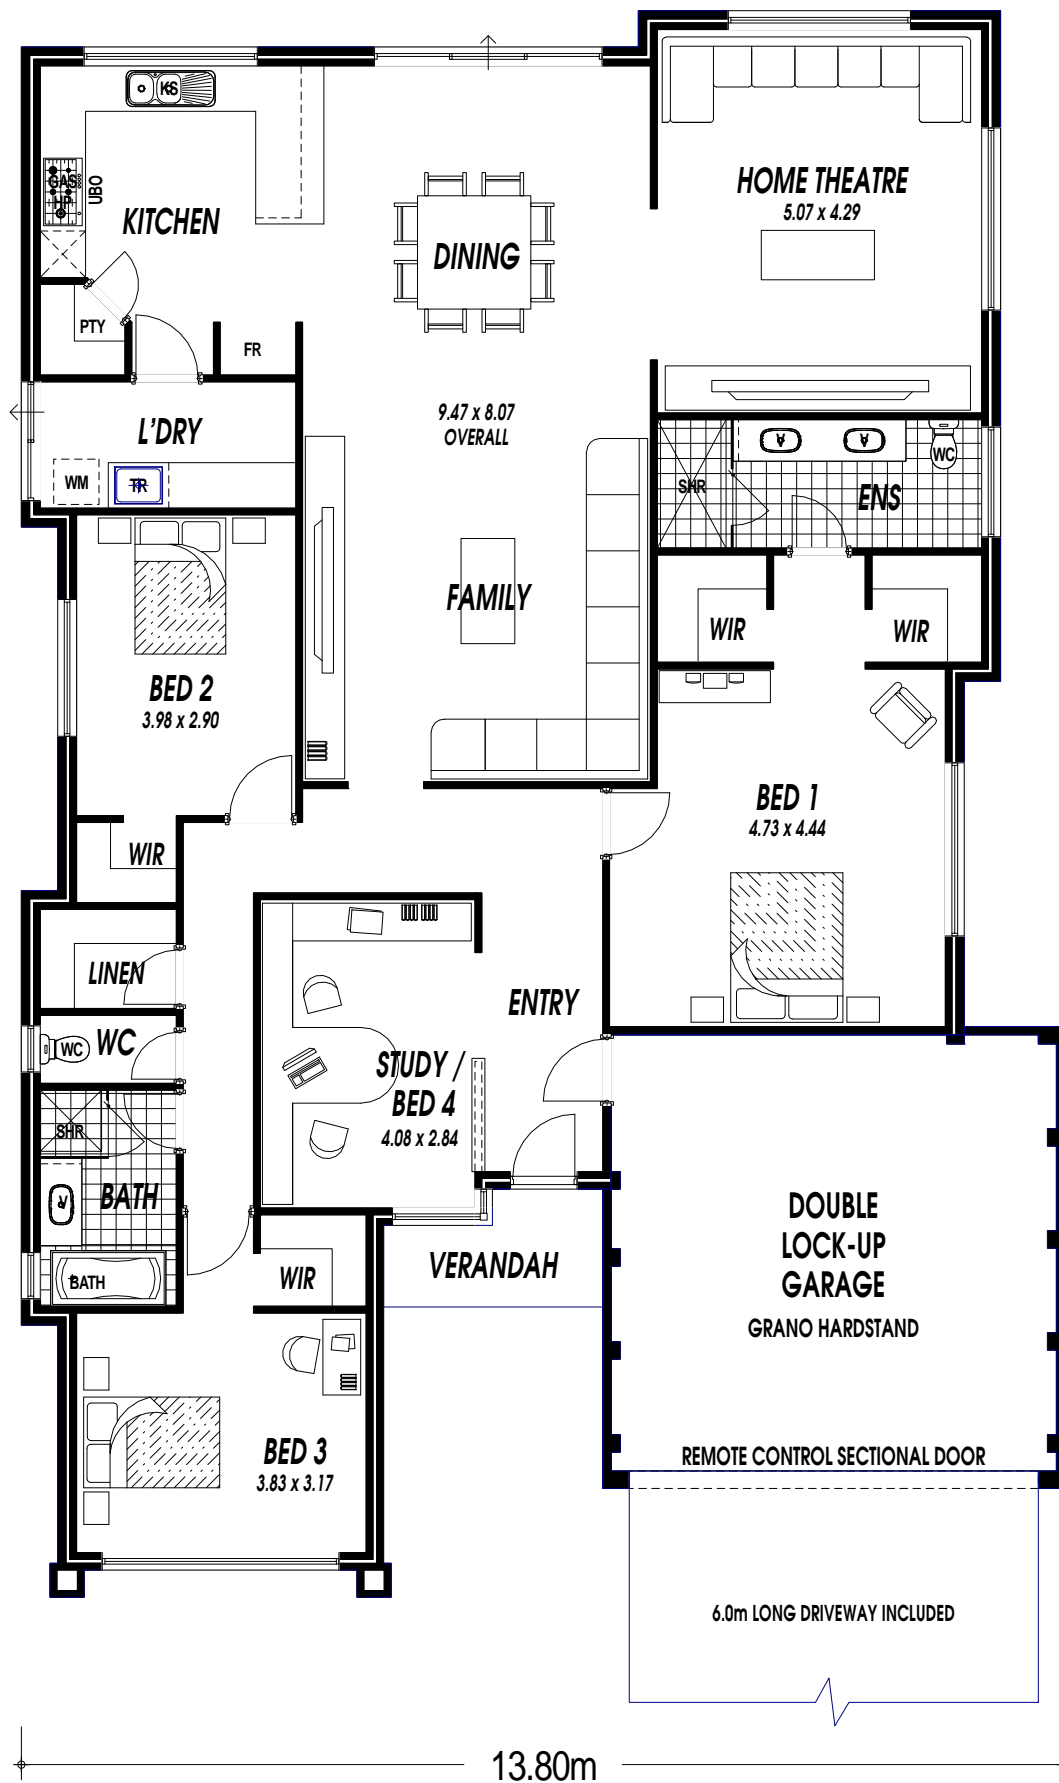 KS
GAS
HP
UBO
KITCHEN
DINING
HOME THEATRE
5.07 x 4.29
PTY
FR
L'DRY
WM
TR
9.47 x 8.07
OVERALL
SHR
WC
ENS
WIR
WIR
BED 2
3.98 x 2.90
FAMILY
BED 1
4.73 x 4.44
WIR
LINEN
WC
WC
ENTRY
STUDY /
BED 4
4.08 x 2.84
SHR
BATH
BATH
WIR
VERANDAH
DOUBLE
LOCK-UP
GARAGE
GRANO HARDSTAND
BED 3
3.83 x 3.17
REMOTE CONTROL SECTIONAL DOOR
6.0m LONG DRIVEWAY INCLUDED
13.80m